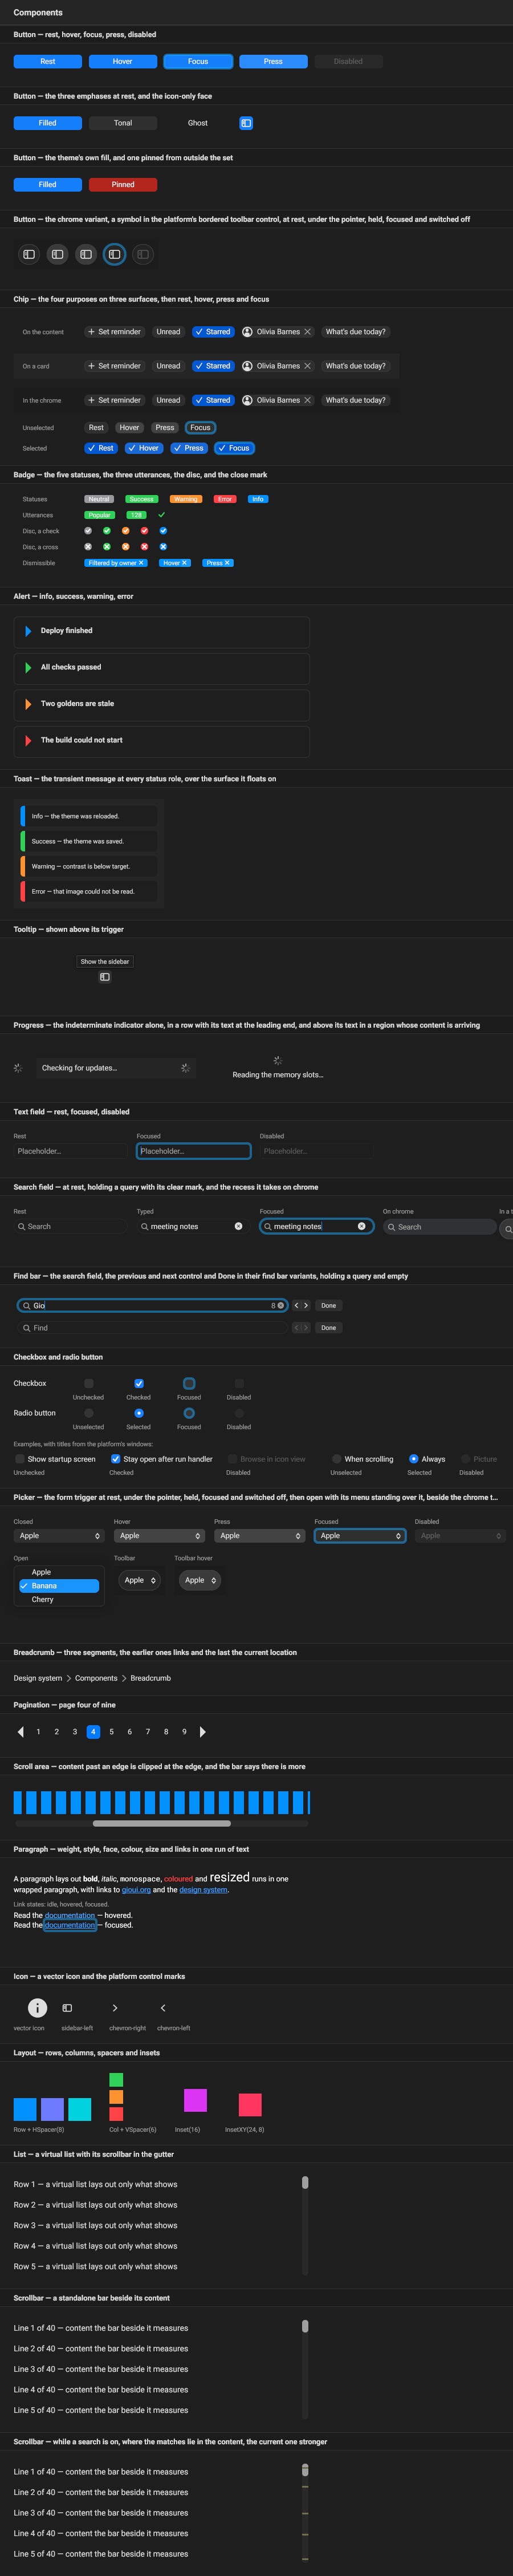 Components
Button — rest, hover, focus, press, disabled
Rest Hover Focus Press Disabled
Button — the three emphases at rest, and the icon-only face
Filled Tonal Ghost
Button — the theme's own fill, and one pinned from outside the set
Filled Pinned
Button — the chrome variant, a symbol in the platform's bordered toolbar control, at rest, under the pointer, held, focused and switched off
Chip — the four purposes on three surfaces, then rest, hover, press and focus
On the content Set reminder Unread Starred Olivia Barnes What's due today?
On a card Set reminder Unread Starred Olivia Barnes What's due today?
In the chrome Set reminder Unread Starred Olivia Barnes What's due today?
Unselected Rest Hover Press Focus
Selected Rest Hover Press Focus
Badge — the five statuses, the three utterances, the disc, and the close mark
Statuses Neutral Success Warning Error Info
Utterances Popular 128
Disc, a check
Disc, a cross
Dismissible Filtered by owner Hover Press
Alert — info, success, warning, error
Deploy finished
All checks passed
Two goldens are stale
The build could not start
Toast — the transient message at every status role, over the surface it floats on
Info — the theme was reloaded.
Success — the theme was saved.
Warning — contrast is below target.
Error — that image could not be read.
Tooltip — shown above its trigger
Show the sidebar
Progress — the indeterminate indicator alone, in a row with its text at the leading end, and above its text in a region whose content is arriving
Checking for updates…
Reading the memory slots…
Text field — rest, focused, disabled
Rest Focused Disabled
Placeholder… Placeholder… Placeholder…
Search field — at rest, holding a query with its clear mark, and the recess it takes on chrome
Rest Typed Focused On chrome In a t
Search meeting notes meeting notes Search
Find bar — the search field, the previous and next control and Done in their find bar variants, holding a query and empty
Gio 8 Done
Find Done
Checkbox and radio button
Checkbox
Unchecked Checked Focused Disabled
Radio button
Unselected Selected Focused Disabled
Examples, with titles from the platform's windows:
Show startup screen Stay open after run handler Browse in icon view When scrolling Always Picture
Unchecked Checked Disabled Unselected Selected Disabled
Picker — the form trigger at rest, under the pointer, held, focused and switched off, then open with its menu standing over it, beside the chrome t…
Closed Hover Press Focused Disabled
Apple Apple Apple Apple Apple
Open Toolbar Toolbar hover
Apple
Banana Apple Apple
Cherry
Breadcrumb — three segments, the earlier ones links and the last the current location
Design system Components Breadcrumb
Pagination — page four of nine
1 2 3 4 5 6 7 8 9
Scroll area — content past an edge is clipped at the edge, and the bar says there is more
Paragraph — weight, style, face, colour, size and links in one run of text
A paragraph lays out bold, italic, monospace, coloured and resized runs in one
wrapped paragraph, with links to gioui.org and the design system.
Link states: idle, hovered, focused.
Read the documentation — hovered.
Read the documentation — focused.
Icon — a vector icon and the platform control marks
vector icon sidebar-left chevron-right chevron-left
Layout — rows, columns, spacers and insets
Row + HSpacer(8) Col + VSpacer(6) Inset(16) InsetXY(24, 8)
List — a virtual list with its scrollbar in the gutter
Row 1 — a virtual list lays out only what shows
Row 2 — a virtual list lays out only what shows
Row 3 — a virtual list lays out only what shows
Row 4 — a virtual list lays out only what shows
Row 5 — a virtual list lays out only what shows
Scrollbar — a standalone bar beside its content
Line 1 of 40 — content the bar beside it measures
Line 2 of 40 — content the bar beside it measures
Line 3 of 40 — content the bar beside it measures
Line 4 of 40 — content the bar beside it measures
Line 5 of 40 — content the bar beside it measures
Scrollbar — while a search is on, where the matches lie in the content, the current one stronger
Line 1 of 40 — content the bar beside it measures
Line 2 of 40 — content the bar beside it measures
Line 3 of 40 — content the bar beside it measures
Line 4 of 40 — content the bar beside it measures
Line 5 of 40 — content the bar beside it measures